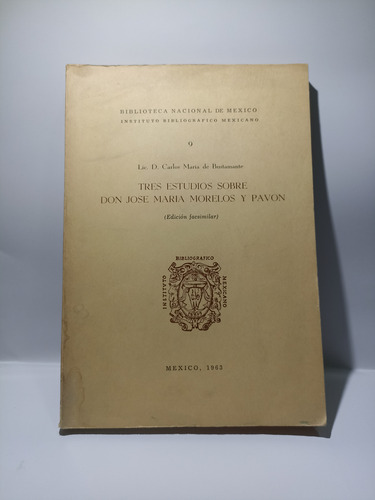 BIBLIOTECA NACIONAL DE MEXICO
INSTITUTO BIBLIOGRAFICO MEXICANO
9
Lic. D. Carlos María de Bustamante
TRES ESTUDIOS SOBRE
DON JOSE MARIA MORELOS Y PAVON
(Edición facsimilar)
INSTITUTO
BIBLIOGRAFICO
MEXICANO
MEXICO, 1963